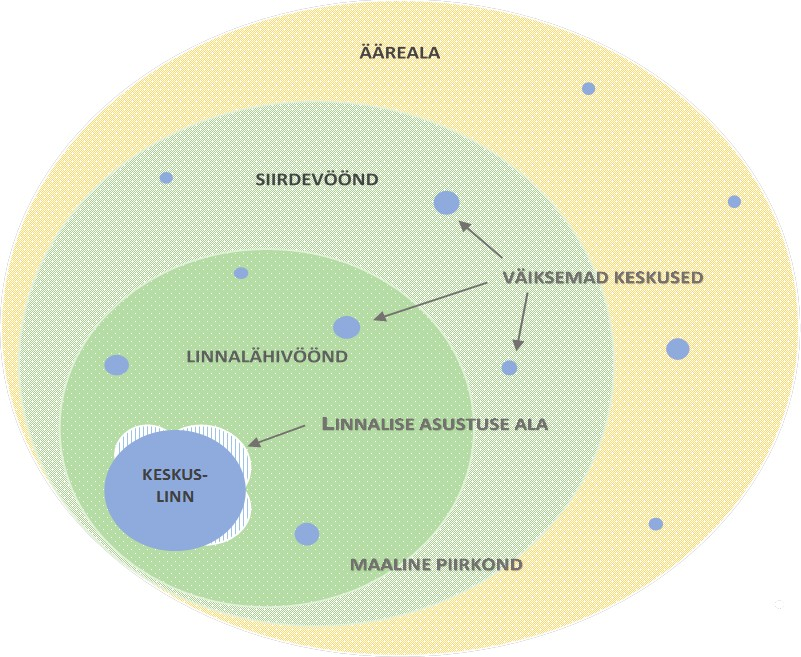 ÄÄREALA
SIIRDEVÖÖND
VÄIKSEMAD KESKUSED
LINNALÄHIVÖÖND
LINNALISE ASUSTUSE ALA
KESKUS-
LINN
MAALINE PIIRKOND